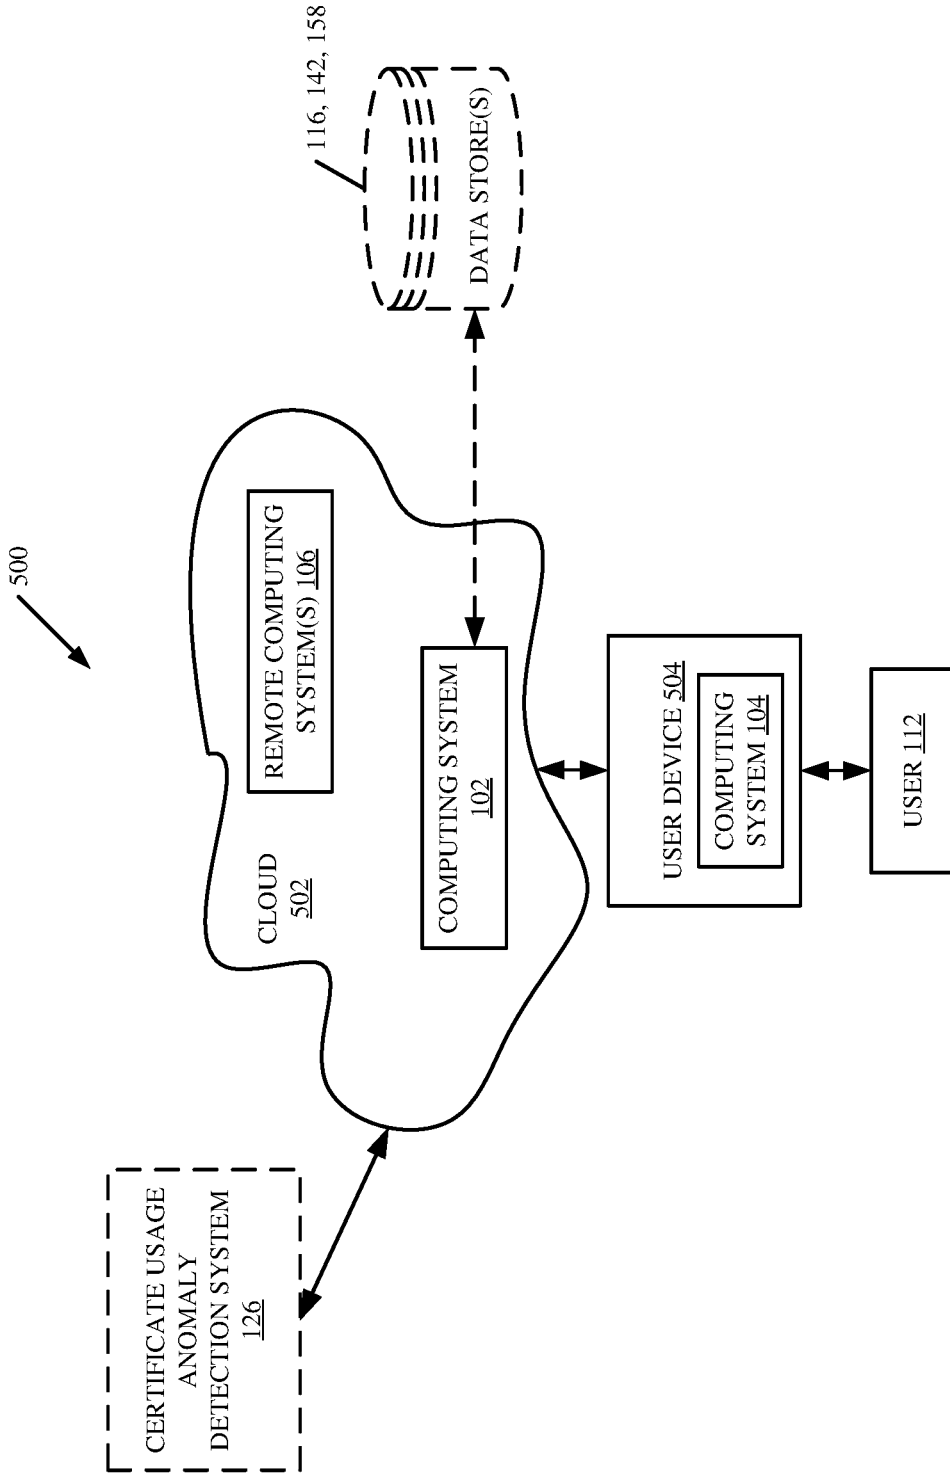 500
CERTIFICATE USAGE
ANOMALY
DETECTION SYSTEM
126
CLOUD
502
REMOTE COMPUTING
SYSTEM(S) 106
COMPUTING SYSTEM
102
116, 142, 158
DATA STORE(S)
USER DEVICE 504
COMPUTING
SYSTEM 104
USER 112